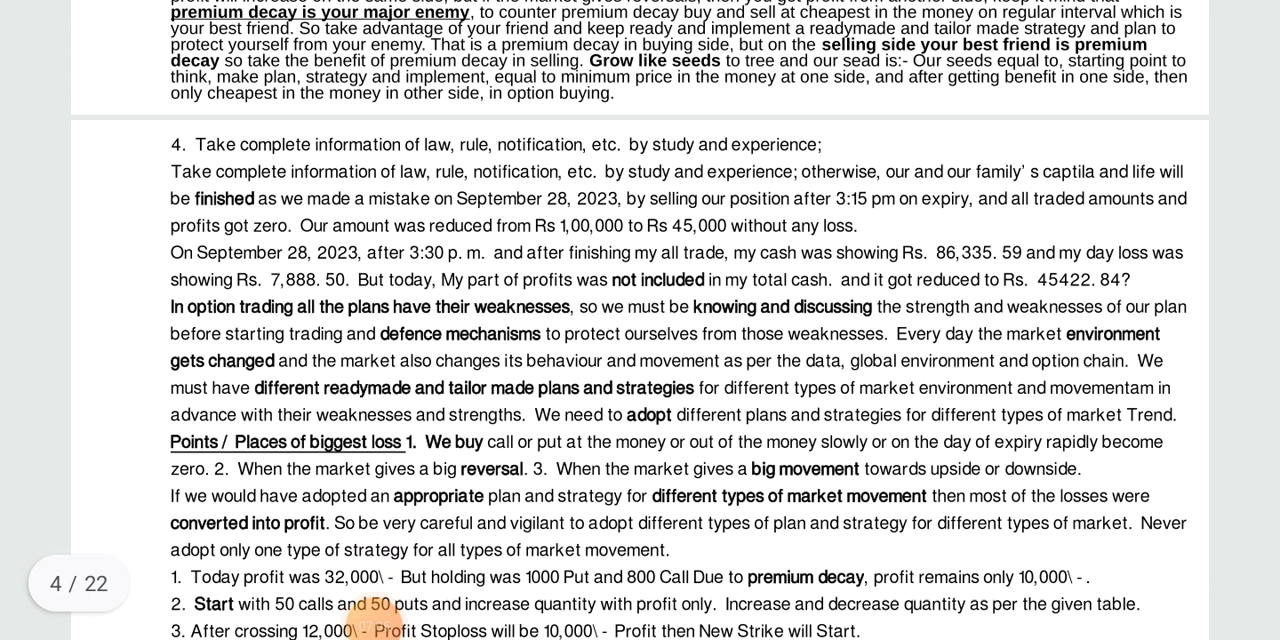 premium decay is your major enemy, to counter premium decay buy and sell at cheapest in the money on regular interval which is
your best friend. So take advantage of your friend and keep ready and implement a readymade and tailor made strategy and plan to
protect yourself from your enemy. That is a premium decay in buying side, but on the selling side your best friend is premium
decay so take the benefit of premium decay in selling. Grow like seeds to tree and our sead is:- Our seeds equal to, starting point to
think, make plan, strategy and implement, equal to minimum price in the money at one side, and after getting benefit in one side, then
only cheapest in the money in other side, in option buying.
4. Take complete information of law, rule, notification, etc. by study and experience;
Take complete information of law, rule, notification, etc. by study and experience; otherwise, our and our family' s captila and life will
be finished as we made a mistake on September 28, 2023, by selling our position after 3:15 pm on expiry, and all traded amounts and
profits got zero. Our amount was reduced from Rs 1,00,000 to Rs 45,000 without any loss.
On September 28, 2023, after 3:30 p. m. and after finishing my all trade, my cash was showing Rs. 86,335. 59 and my day loss was
showing Rs. 7,888. 50. But today, My part of profits was not included in my total cash. and it got reduced to Rs. 45422. 84?
In option trading all the plans have their weaknesses, so we must be knowing and discussing the strength and weaknesses of our plan
before starting trading and defence mechanisms to protect ourselves from those weaknesses. Every day the market environment
gets changed and the market also changes its behaviour and movement as per the data, global environment and option chain. We
must have different readymade and tailor made plans and strategies for different types of market environment and movementam in
advance with their weaknesses and strengths. We need to adopt different plans and strategies for different types of market Trend.
Points / Places of biggest loss 1. We buy call or put at the money or out of the money slowly or on the day of expiry rapidly become
zero. 2. When the market gives a big reversal. 3. When the market gives a big movement towards upside or downside.
If we would have adopted an appropriate plan and strategy for different types of market movement then most of the losses were
converted into profit. So be very careful and vigilant to adopt different types of plan and strategy for different types of market. Never
adopt only one type of strategy for all types of market movement.
1. Today profit was 32,000\ - But holding was 1000 Put and 800 Call Due to premium decay, profit remains only 10,000\ - .
2. Start with 50 calls and 50 puts and increase quantity with profit only. Increase and decrease quantity as per the given table.
3. After crossing 12,000\ - Profit Stoploss will be 10,000\ - Profit then New Strike will Start.
4 / 22